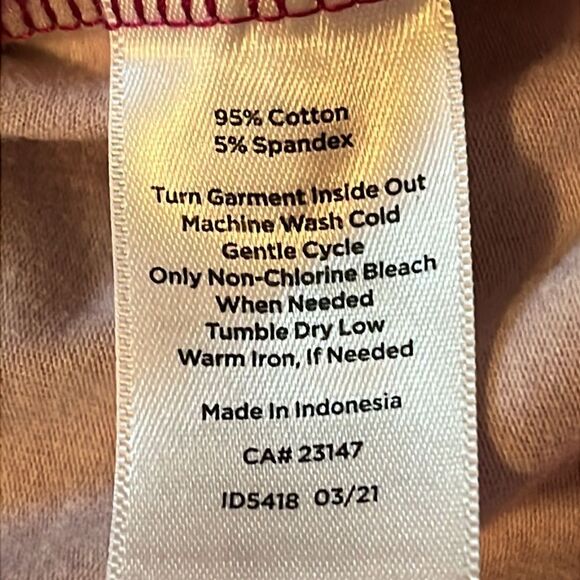 95% Cotton
5% Spandex
Turn Garment Inside Out
Machine Wash Cold
Gentle Cycle
Only Non-Chlorine Bleach
When Needed
Tumble Dry Low
Warm Iron, If Needed
Made In Indonesia
CA# 23147
ID5418 03/21